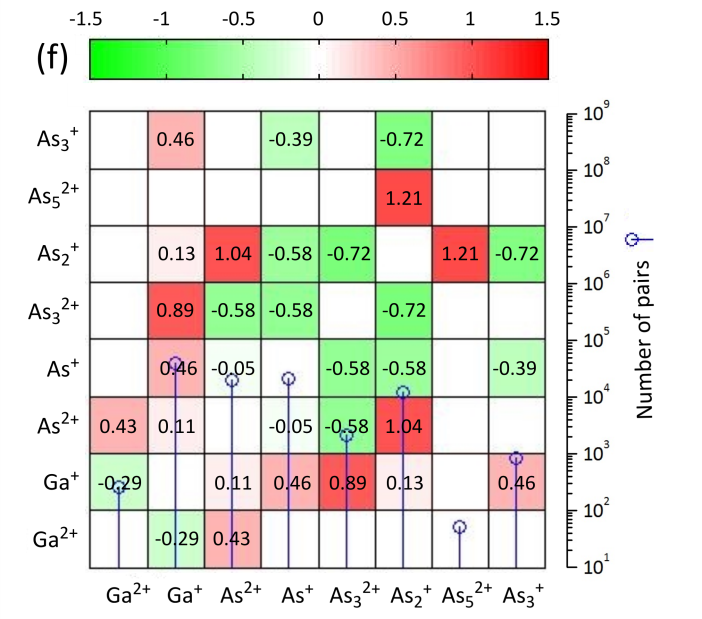 -1.5 -1 -0.5 0 0.5 1 1.5
(f)
As₃⁺ 0.46 -0.39 -0.72 10⁹
10⁸
As₅²⁺ 1.21
10⁷
As₂⁺ 0.13 1.04 -0.58 -0.72 1.21 -0.72
10⁶
As₃²⁺ 0.89 -0.58 -0.58 -0.72
10⁵
As⁺ 0.46 -0.05 -0.58 -0.58 -0.39
10⁴
As²⁺ 0.43 0.11 -0.05 -0.58 1.04
10³
Ga⁺ -0.29 0.11 0.46 0.89 0.13 0.46
10²
Ga²⁺ -0.29 0.43
10¹
Ga²⁺ Ga⁺ As²⁺ As⁺ As₃²⁺ As₂⁺ As₅²⁺ As₃⁺
Number of pairs